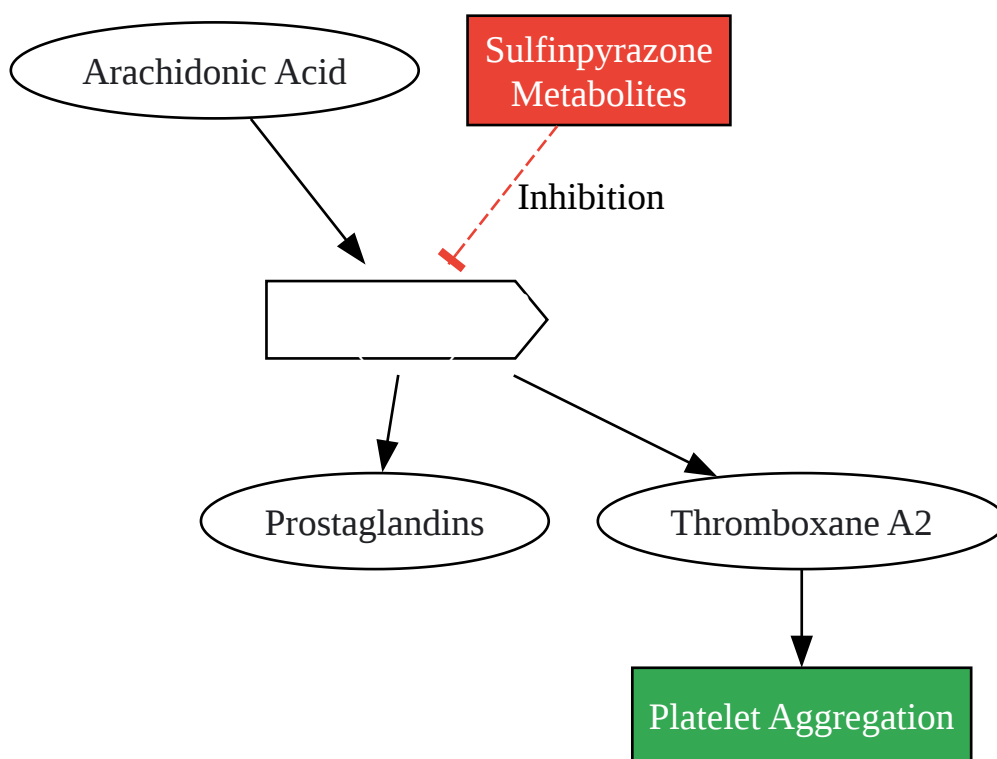 Arachidonic Acid
Sulfinpyrazone
Metabolites
Inhibition
Prostaglandins
Thromboxane A2
Platelet Aggregation